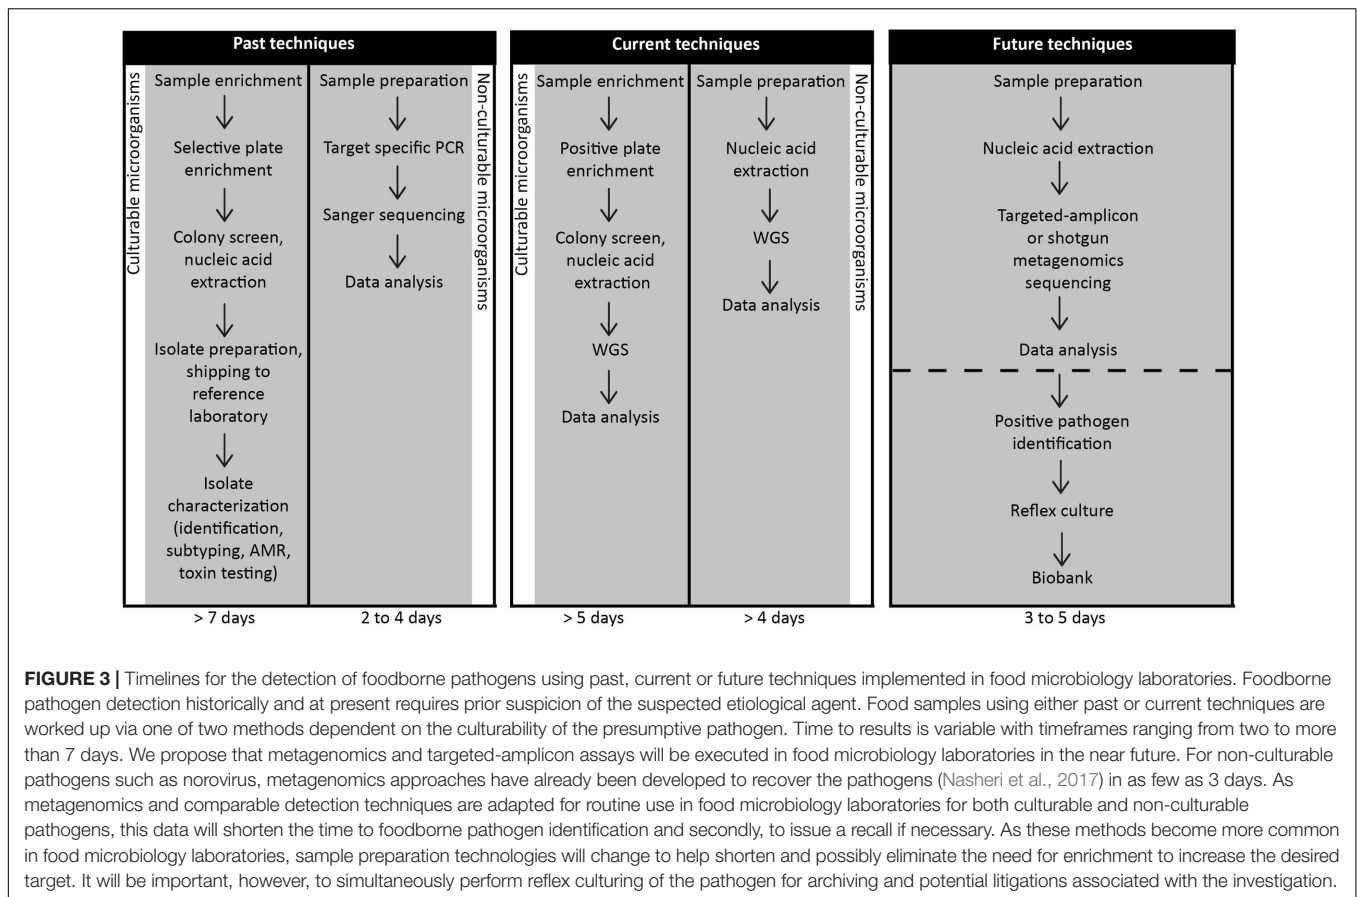 Past techniques
Culturable microorganisms
Sample enrichment
Selective plate
enrichment
Colony screen,
nucleic acid
extraction
Isolate preparation,
shipping to
reference
laboratory
Isolate
characterization
(identification,
subtyping, AMR,
toxin testing)
> 7 days
Sample preparation
Target specific PCR
Sanger sequencing
Data analysis
2 to 4 days
Non-culturable microorganisms
Current techniques
Culturable microorganisms
Sample enrichment
Positive plate
enrichment
Colony screen,
nucleic acid
extraction
WGS
Data analysis
> 5 days
Sample preparation
Nucleic acid
extraction
WGS
Data analysis
> 4 days
Non-culturable microorganisms
Future techniques
Sample preparation
Nucleic acid extraction
Targeted-amplicon
or shotgun
metagenomics
sequencing
Data analysis
Positive pathogen
identification
Reflex culture
Biobank
3 to 5 days
FIGURE 3 | Timelines for the detection of foodborne pathogens using past, current or future techniques implemented in food microbiology laboratories. Foodborne
pathogen detection historically and at present requires prior suspicion of the suspected etiological agent. Food samples using either past or current techniques are
worked up via one of two methods dependent on the culturability of the presumptive pathogen. Time to results is variable with timeframes ranging from two to more
than 7 days. We propose that metagenomics and targeted-amplicon assays will be executed in food microbiology laboratories in the near future. For non-culturable
pathogens such as norovirus, metagenomics approaches have already been developed to recover the pathogens (Nasheri et al., 2017) in as few as 3 days. As
metagenomics and comparable detection techniques are adapted for routine use in food microbiology laboratories for both culturable and non-culturable
pathogens, this data will shorten the time to foodborne pathogen identification and secondly, to issue a recall if necessary. As these methods become more common
in food microbiology laboratories, sample preparation technologies will change to help shorten and possibly eliminate the need for enrichment to increase the desired
target. It will be important, however, to simultaneously perform reflex culturing of the pathogen for archiving and potential litigations associated with the investigation.